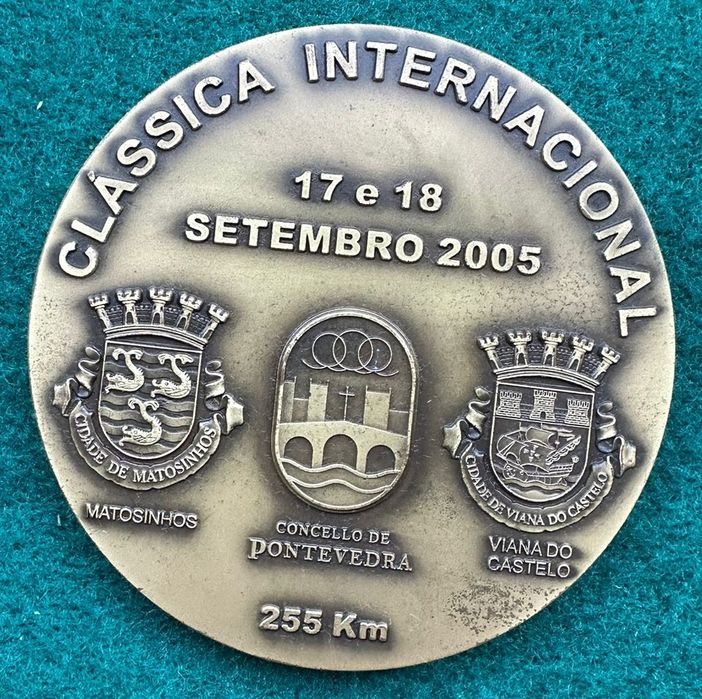 CLÁSSICA INTERNACIONAL
17 e 18
SETEMBRO 2005
CIDADE DE MATOSINHOS
MATOSINHOS
CONCELLO DE
PONTEVEDRA
CIDADE DE VIANA DO CASTELO
VIANA DO
CASTELO
255 Km